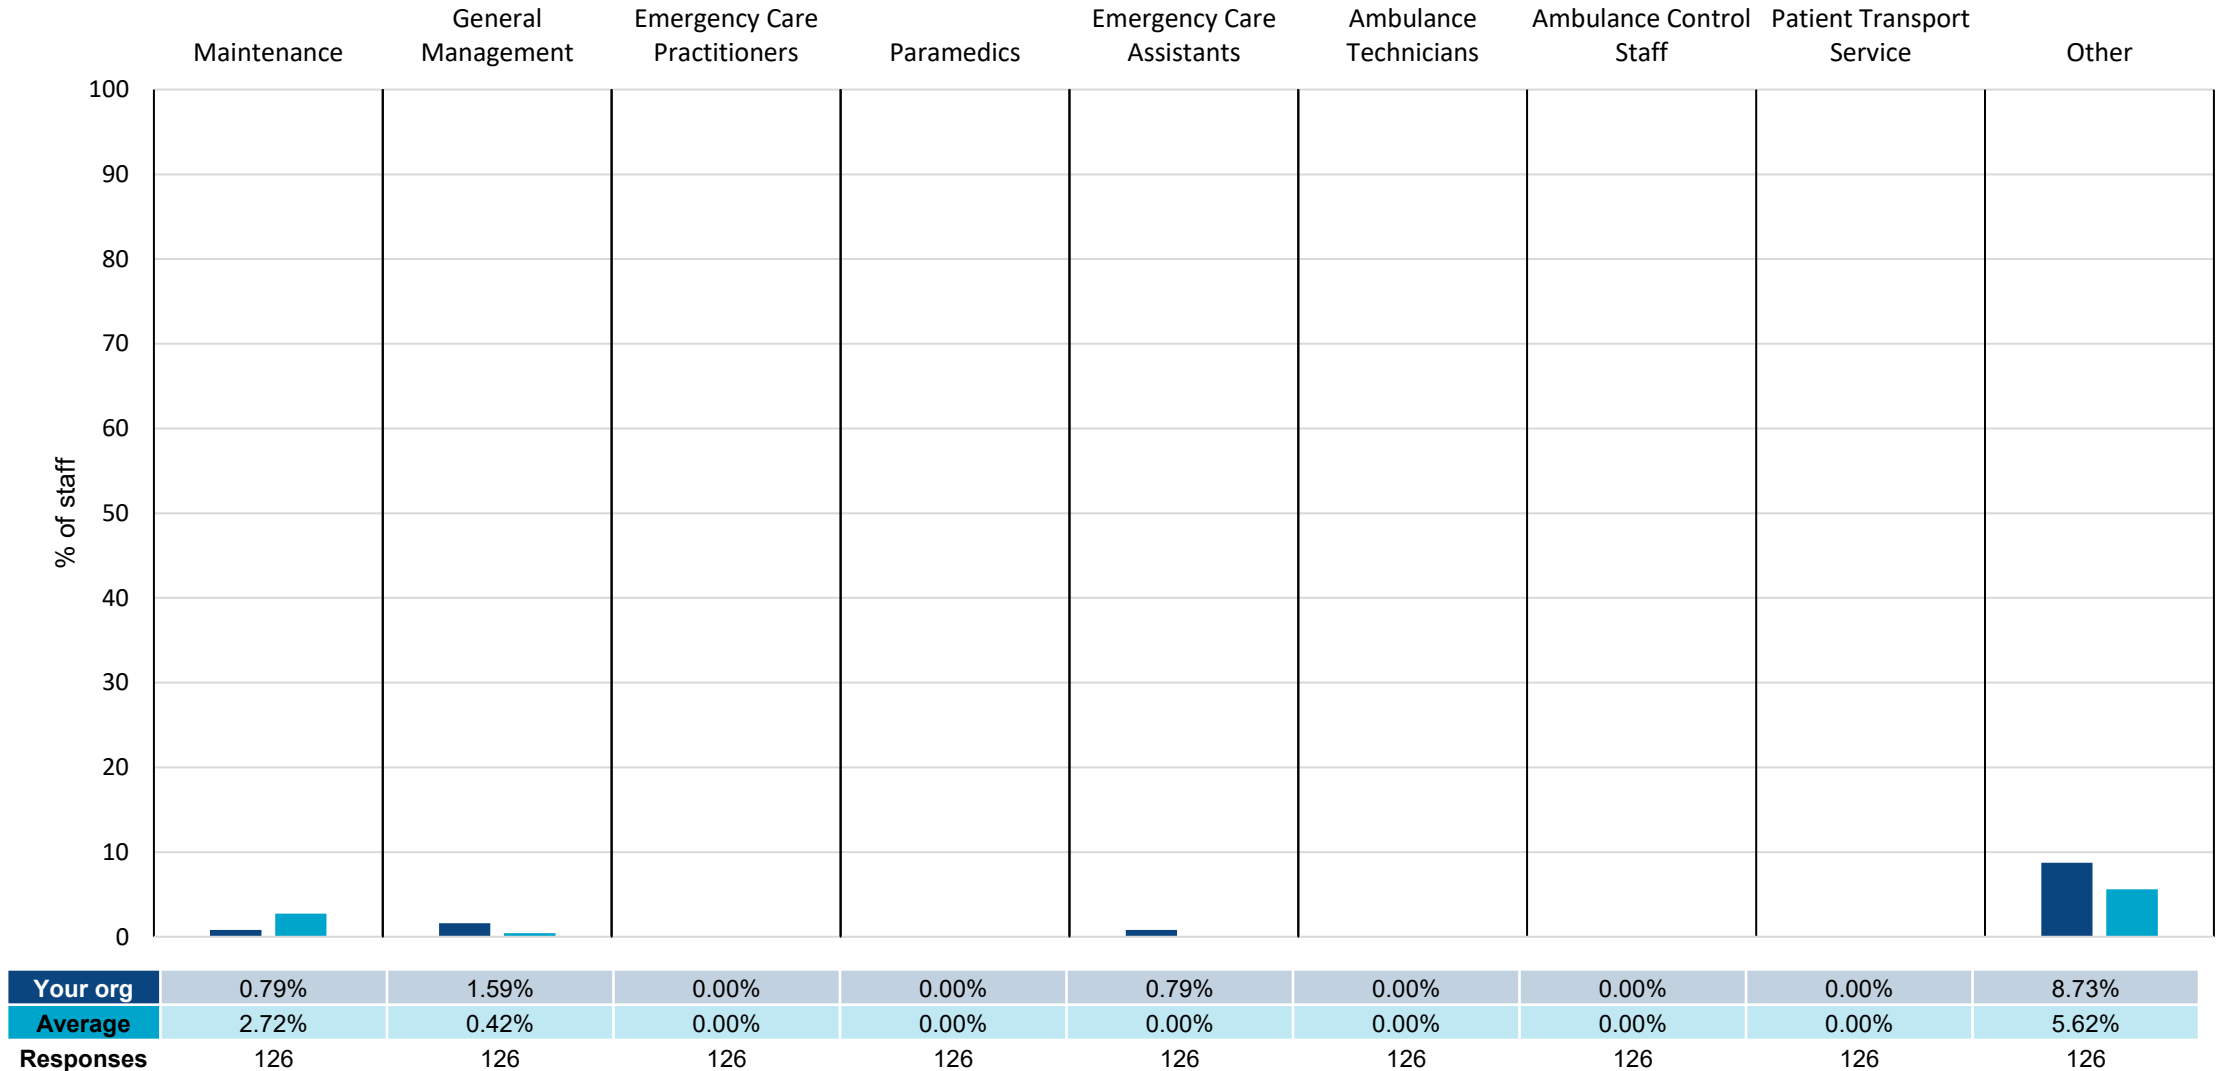 Maintenance
General
Management
Emergency Care
Practitioners
Paramedics
Emergency Care
Assistants
Ambulance
Technicians
Ambulance Control
Staff
Patient Transport
Service
Other
% of staff
100
90
80
70
60
50
40
30
20
10
0
Your org 0.79% 1.59% 0.00% 0.00% 0.79% 0.00% 0.00% 0.00% 8.73%
Average 2.72% 0.42% 0.00% 0.00% 0.00% 0.00% 0.00% 0.00% 5.62%
Responses 126 126 126 126 126 126 126 126 126